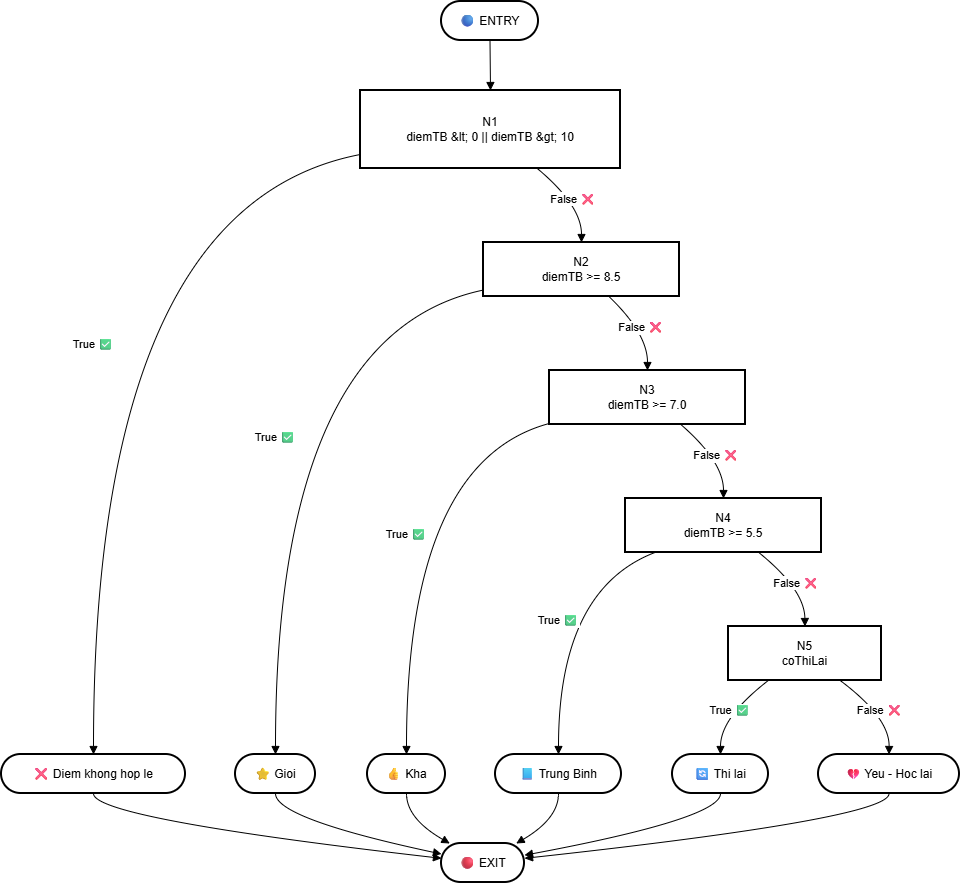 ENTRY
N1
diemTB &lt; 0 || diemTB &gt; 10
False
N2
diemTB >= 8.5
False
True
N3
diemTB >= 7.0
True
False
N4
diemTB >= 5.5
True
False
True
N5
coThiLai
True
False
Diem khong hop le
Gioi
Kha
Trung Binh
Thi lai
Yeu - Hoc lai
EXIT